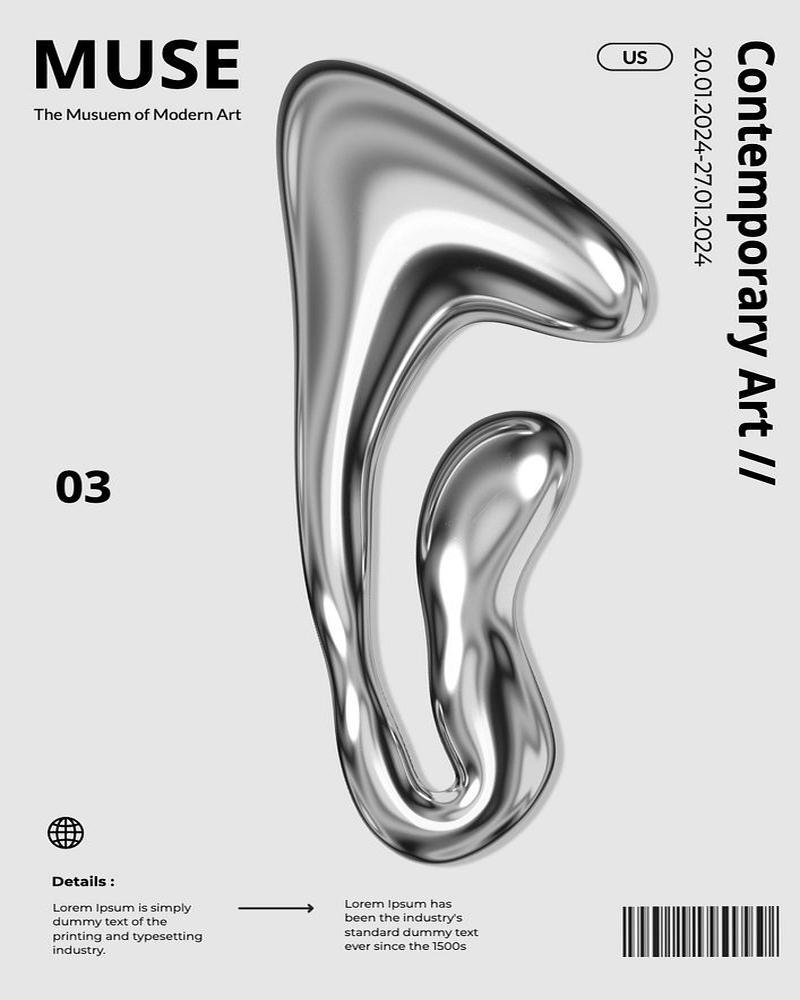 MUSE
The Musuem of Modern Art
US
20.01.2024-27.01.2024
Contemporary Art //
03
Details :
Lorem Ipsum is simply
dummy text of the
printing and typesetting
industry.
Lorem Ipsum has
been the industry's
standard dummy text
ever since the 1500s